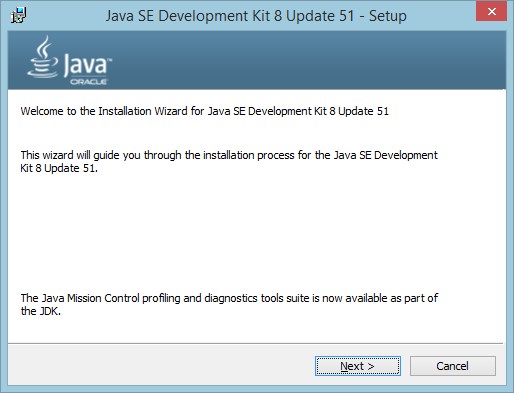 Java SE Development Kit 8 Update 51 - Setup
Java™
ORACLE
Welcome to the Installation Wizard for Java SE Development Kit 8 Update 51
This wizard will guide you through the installation process for the Java SE Development
Kit 8 Update 51.
The Java Mission Control profiling and diagnostics tools suite is now available as part of
the JDK.
Next >
Cancel